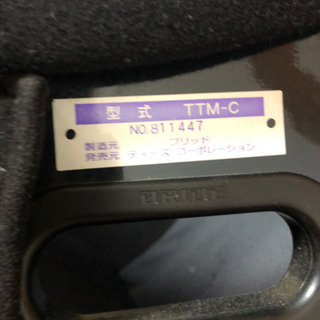 型式 TTM-C
NO.811447
製造元 ブリッド
発売元 ティーズ コーポレーション
BRIDE